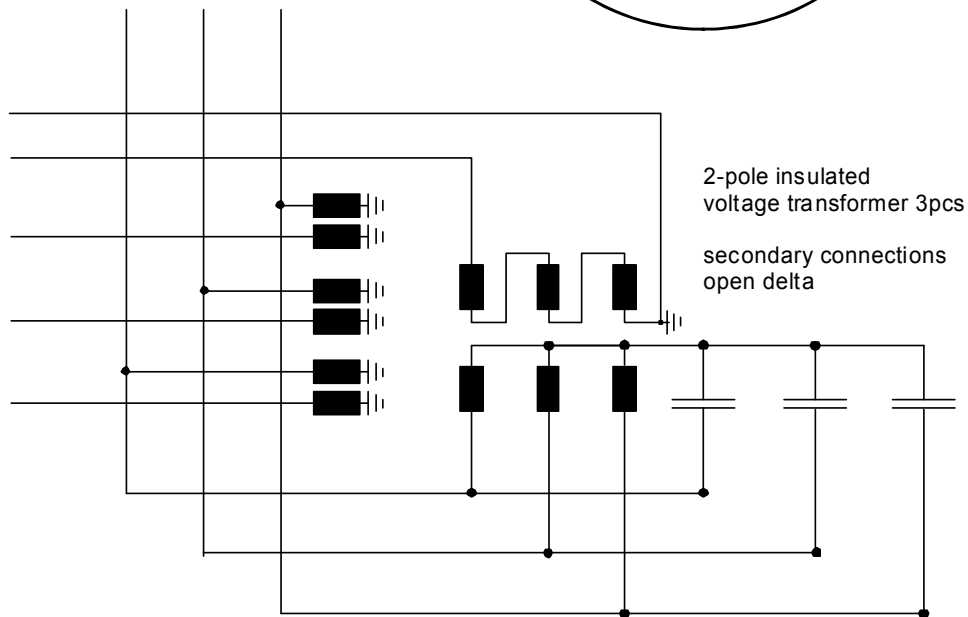 2-pole insulated
voltage transformer 3pcs
secondary connections
open delta